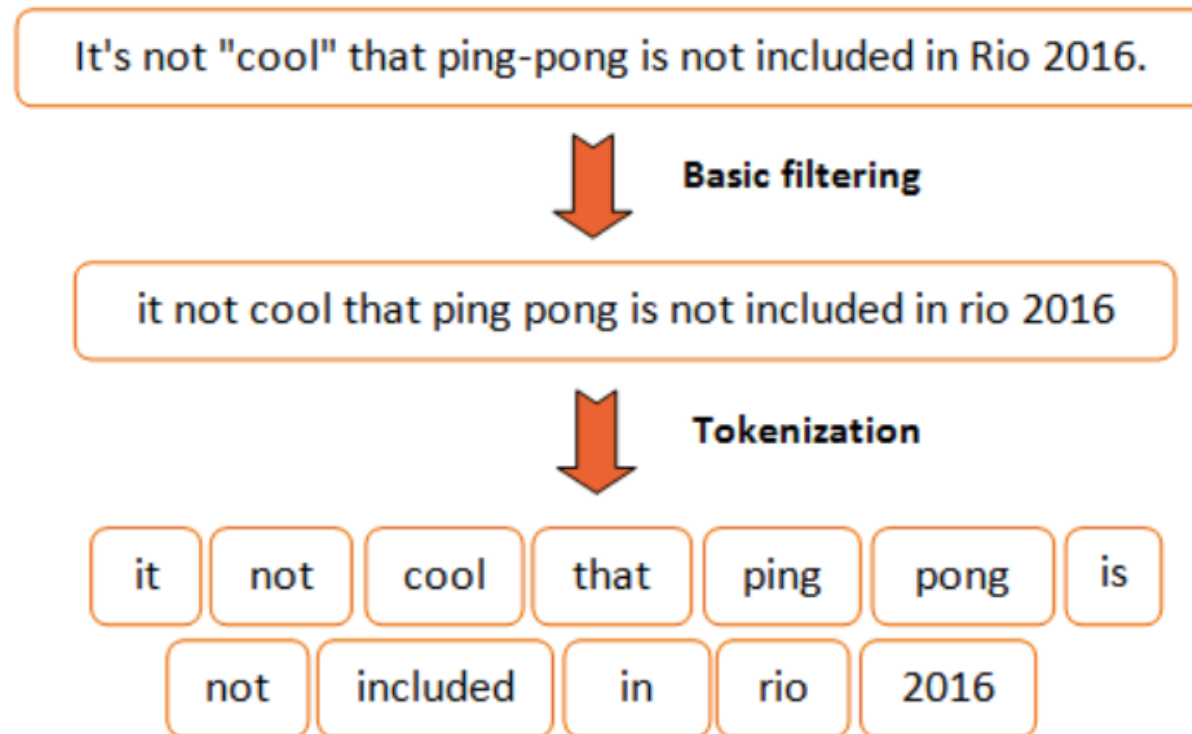 It's not "cool" that ping-pong is not included in Rio 2016.
Basic filtering
it not cool that ping pong is not included in rio 2016
Tokenization
it not cool that ping pong is
not included in rio 2016